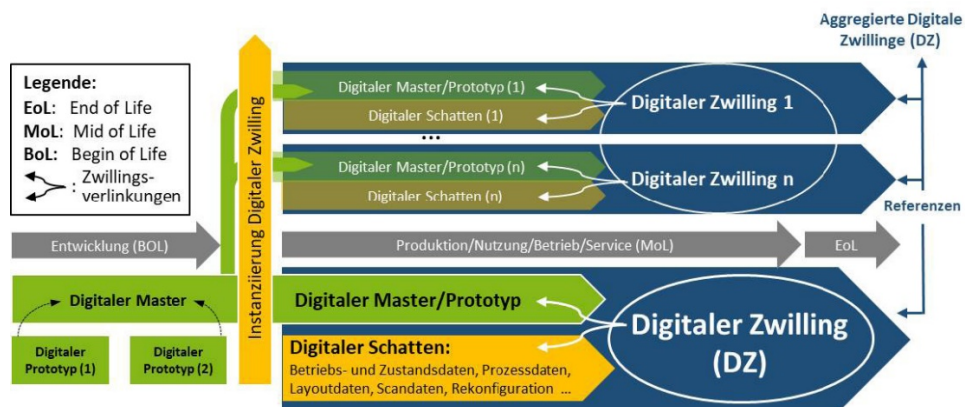 Aggregierte Digitale
Zwillinge (DZ)
Legende:
EoL: End of Life
MoL: Mid of Life
BoL: Begin of Life
: Zwillings-
verlinkungen
Instanziierung Digitaler Zwilling
Digitaler Master/Prototyp (1)
Digitaler Schatten (1)
Digitaler Zwilling 1
...
Digitaler Master/Prototyp (n)
Digitaler Schatten (n)
Digitaler Zwilling n
Referenzen
Entwicklung (BOL)
Produktion/Nutzung/Betrieb/Service (MoL)
EoL
Digitaler Master
Digitaler
Prototyp (1)
Digitaler
Prototyp (2)
Digitaler Master/Prototyp
Digitaler Schatten:
Betriebs- und Zustandsdaten, Prozessdaten,
Layoutdaten, Scandaten, Rekonfiguration ...
Digitaler Zwilling
(DZ)